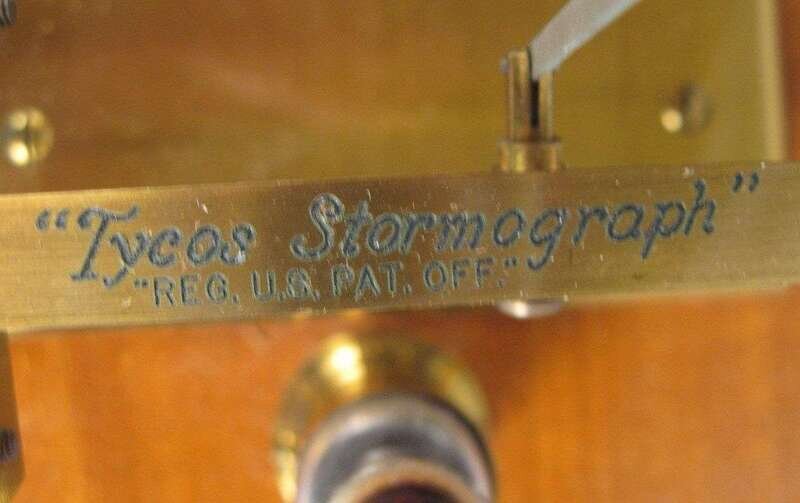 "Tycos Stormograph"
"REG. U.S. PAT. OFF."